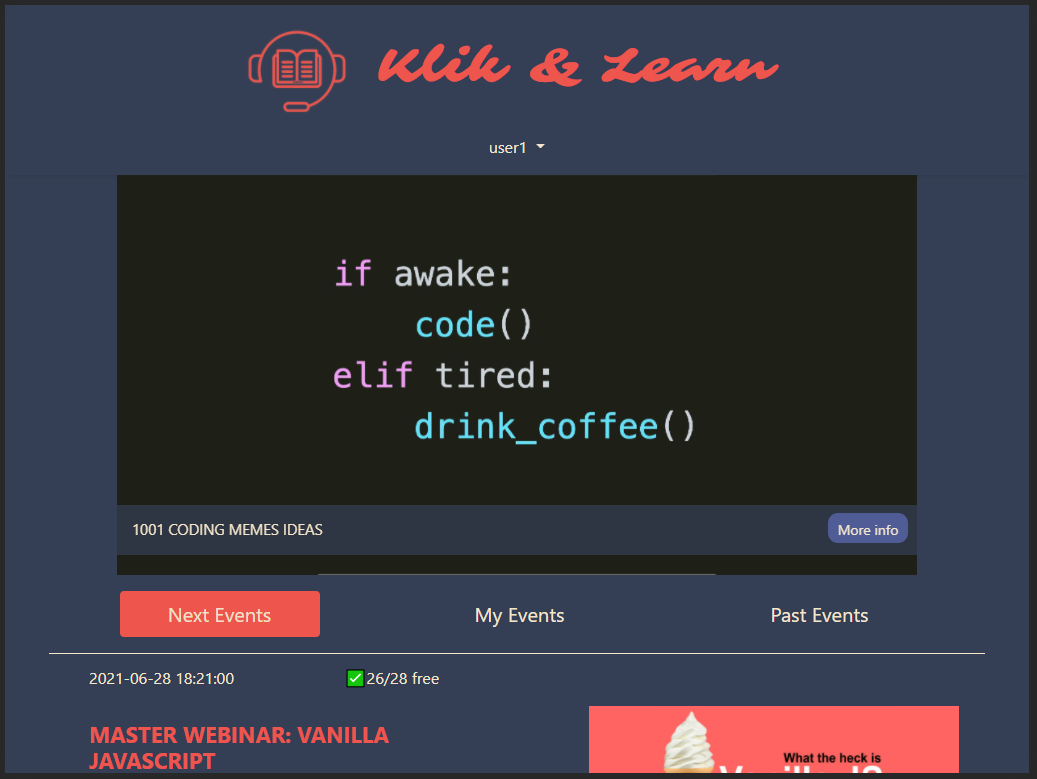 Klik & Learn
user1
if awake:
code()
elif tired:
drink_coffee()
1001 CODING MEMES IDEAS
More info
Next Events
My Events
Past Events
2021-06-28 18:21:00
26/28 free
MASTER WEBINAR: VANILLA
JAVASCRIPT
What the heck is